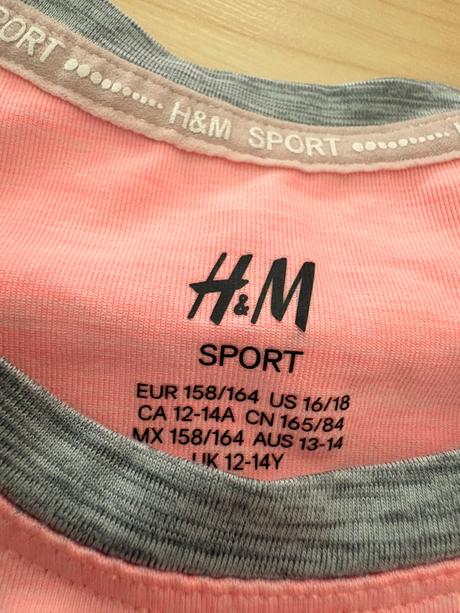 SPORT
H&M SPORT
H&M
SPORT
EUR 158/164 US 16/18
CA 12-14A CN 165/84
MX 158/164 AUS 13-14
UK 12-14Y